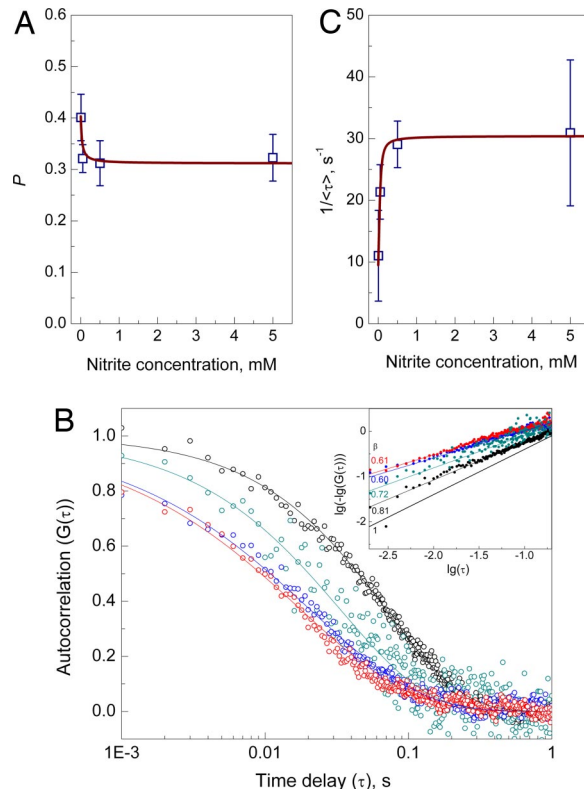 A
0.6
0.5
0.4
0.3
0.2
0.1
0.0
P
0 1 2 3 4 5
Nitrite concentration, mM
C
50
40
30
20
10
0
1/<τ>, s⁻¹
0 1 2 3 4 5
Nitrite concentration, mM
B
1.0
0.8
0.6
0.4
0.2
0.0
Autocorrelation (G(τ))
1E-3 0.01 0.1 1
Time delay (τ), s
β
0.61
0.60
0.72
0.81
1
0
-1
-2
lg(-lg(G(τ)))
-2.5 -2.0 -1.5 -1.0
lg(τ)